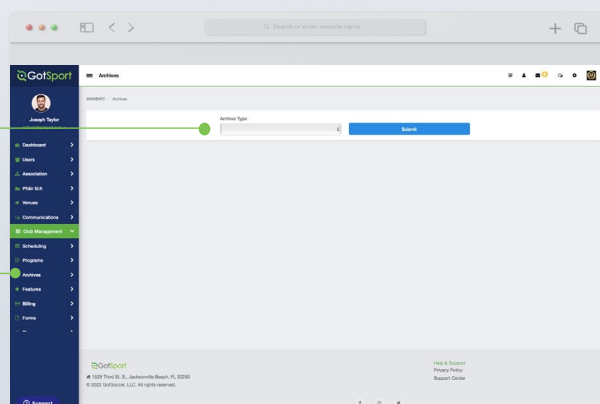 Search or enter website name
GotSport
Archives
Joseph Taylor
Archives
Archive Type
Submit
Dashboard
Users
Association
Phân tích
Venues
Communications
Club Management
Scheduling
Programs
Archives
Features
Billing
Forms
Support
GotSport
1529 Third St. S., Jacksonville Beach, FL 32250
© 2022 GotSoccer, LLC. All rights reserved.
Help & Support
Privacy Policy
Support Center